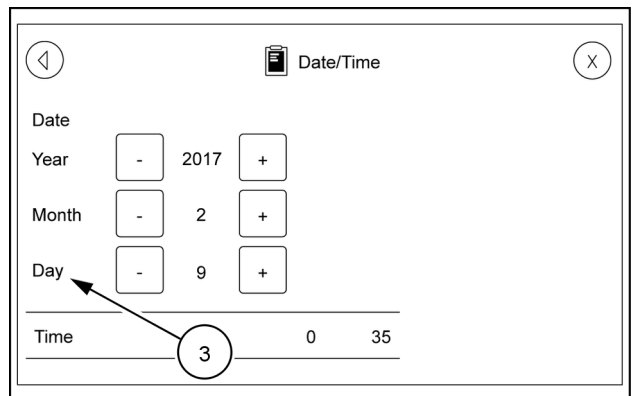 Date/Time X
Date
Year - 2017 +
Month - 2 +
Day - 9 +
Time 0 35
3